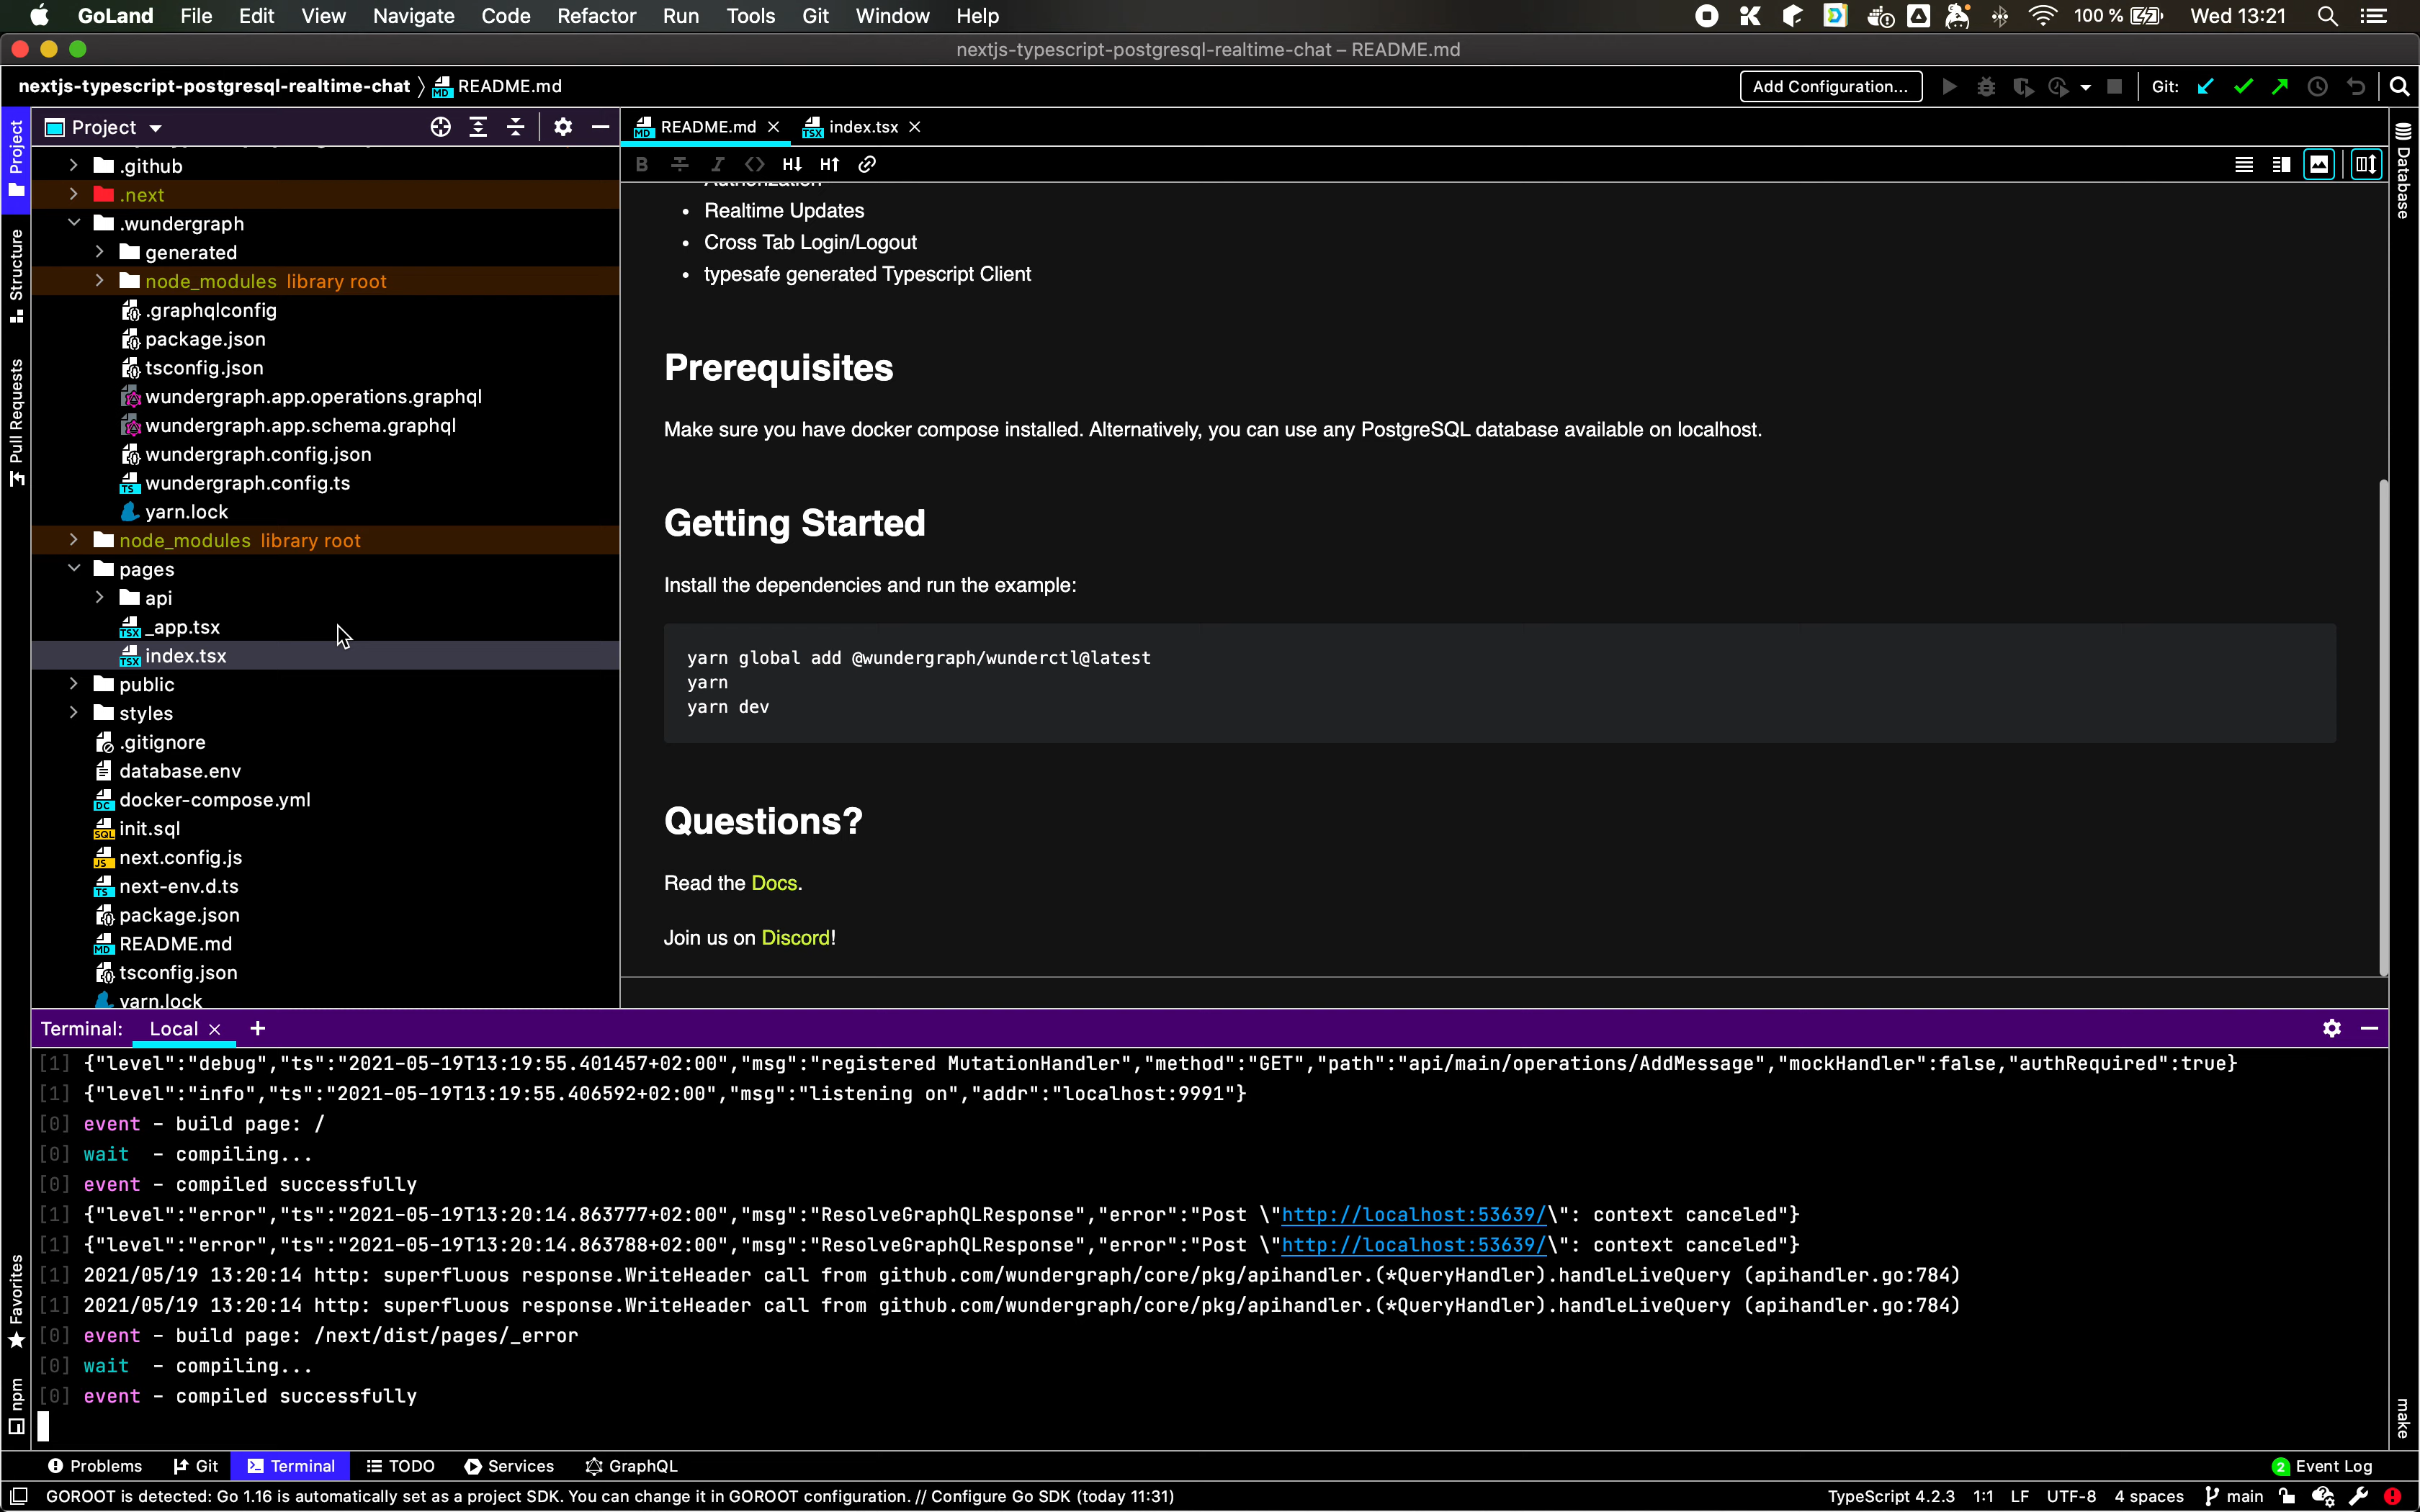 GoLand File Edit View Navigate Code Refactor Run Tools Git Window Help 100 % Wed 13:21
nextjs-typescript-postgresql-realtime-chat – README.md
nextjs-typescript-postgresql-realtime-chat README.md Add Configuration... Git:
Project
README.md index.tsx
.github
.next
.wundergraph
generated
node_modules library root
.graphqlconfig
package.json
tsconfig.json
wundergraph.app.operations.graphql
wundergraph.app.schema.graphql
wundergraph.config.json
wundergraph.config.ts
yarn.lock
node_modules library root
pages
api
_app.tsx
index.tsx
public
styles
.gitignore
database.env
docker-compose.yml
init.sql
next.config.js
next-env.d.ts
package.json
README.md
tsconfig.json
yarn.lock
Project
Structure
Pull Requests
Favorites
npm
B I H↓ H↑
Authorization
• Realtime Updates
• Cross Tab Login/Logout
• typesafe generated Typescript Client
Prerequisites
Make sure you have docker compose installed. Alternatively, you can use any PostgreSQL database available on localhost.
Getting Started
Install the dependencies and run the example:
yarn global add @wundergraph/wunderctl@latest
yarn
yarn dev
Questions?
Read the Docs.
Join us on Discord!
Database
make
Terminal: Local +
[1] {"level":"debug","ts":"2021-05-19T13:19:55.401457+02:00","msg":"registered MutationHandler","method":"GET","path":"api/main/operations/AddMessage","mockHandler":false,"authRequired":true}
[1] {"level":"info","ts":"2021-05-19T13:19:55.406592+02:00","msg":"listening on","addr":"localhost:9991"}
[0] event - build page: /
[0] wait - compiling...
[0] event - compiled successfully
[1] {"level":"error","ts":"2021-05-19T13:20:14.863777+02:00","msg":"ResolveGraphQLResponse","error":"Post \"http://localhost:53639/\": context canceled"}
[1] {"level":"error","ts":"2021-05-19T13:20:14.863788+02:00","msg":"ResolveGraphQLResponse","error":"Post \"http://localhost:53639/\": context canceled"}
[1] 2021/05/19 13:20:14 http: superfluous response.WriteHeader call from github.com/wundergraph/core/pkg/apihandler.(*QueryHandler).handleLiveQuery (apihandler.go:784)
[1] 2021/05/19 13:20:14 http: superfluous response.WriteHeader call from github.com/wundergraph/core/pkg/apihandler.(*QueryHandler).handleLiveQuery (apihandler.go:784)
[0] event - build page: /next/dist/pages/_error
[0] wait - compiling...
[0] event - compiled successfully
Problems Git Terminal TODO Services GraphQL 2 Event Log
GOROOT is detected: Go 1.16 is automatically set as a project SDK. You can change it in GOROOT configuration. // Configure Go SDK (today 11:31) TypeScript 4.2.3 1:1 LF UTF-8 4 spaces main